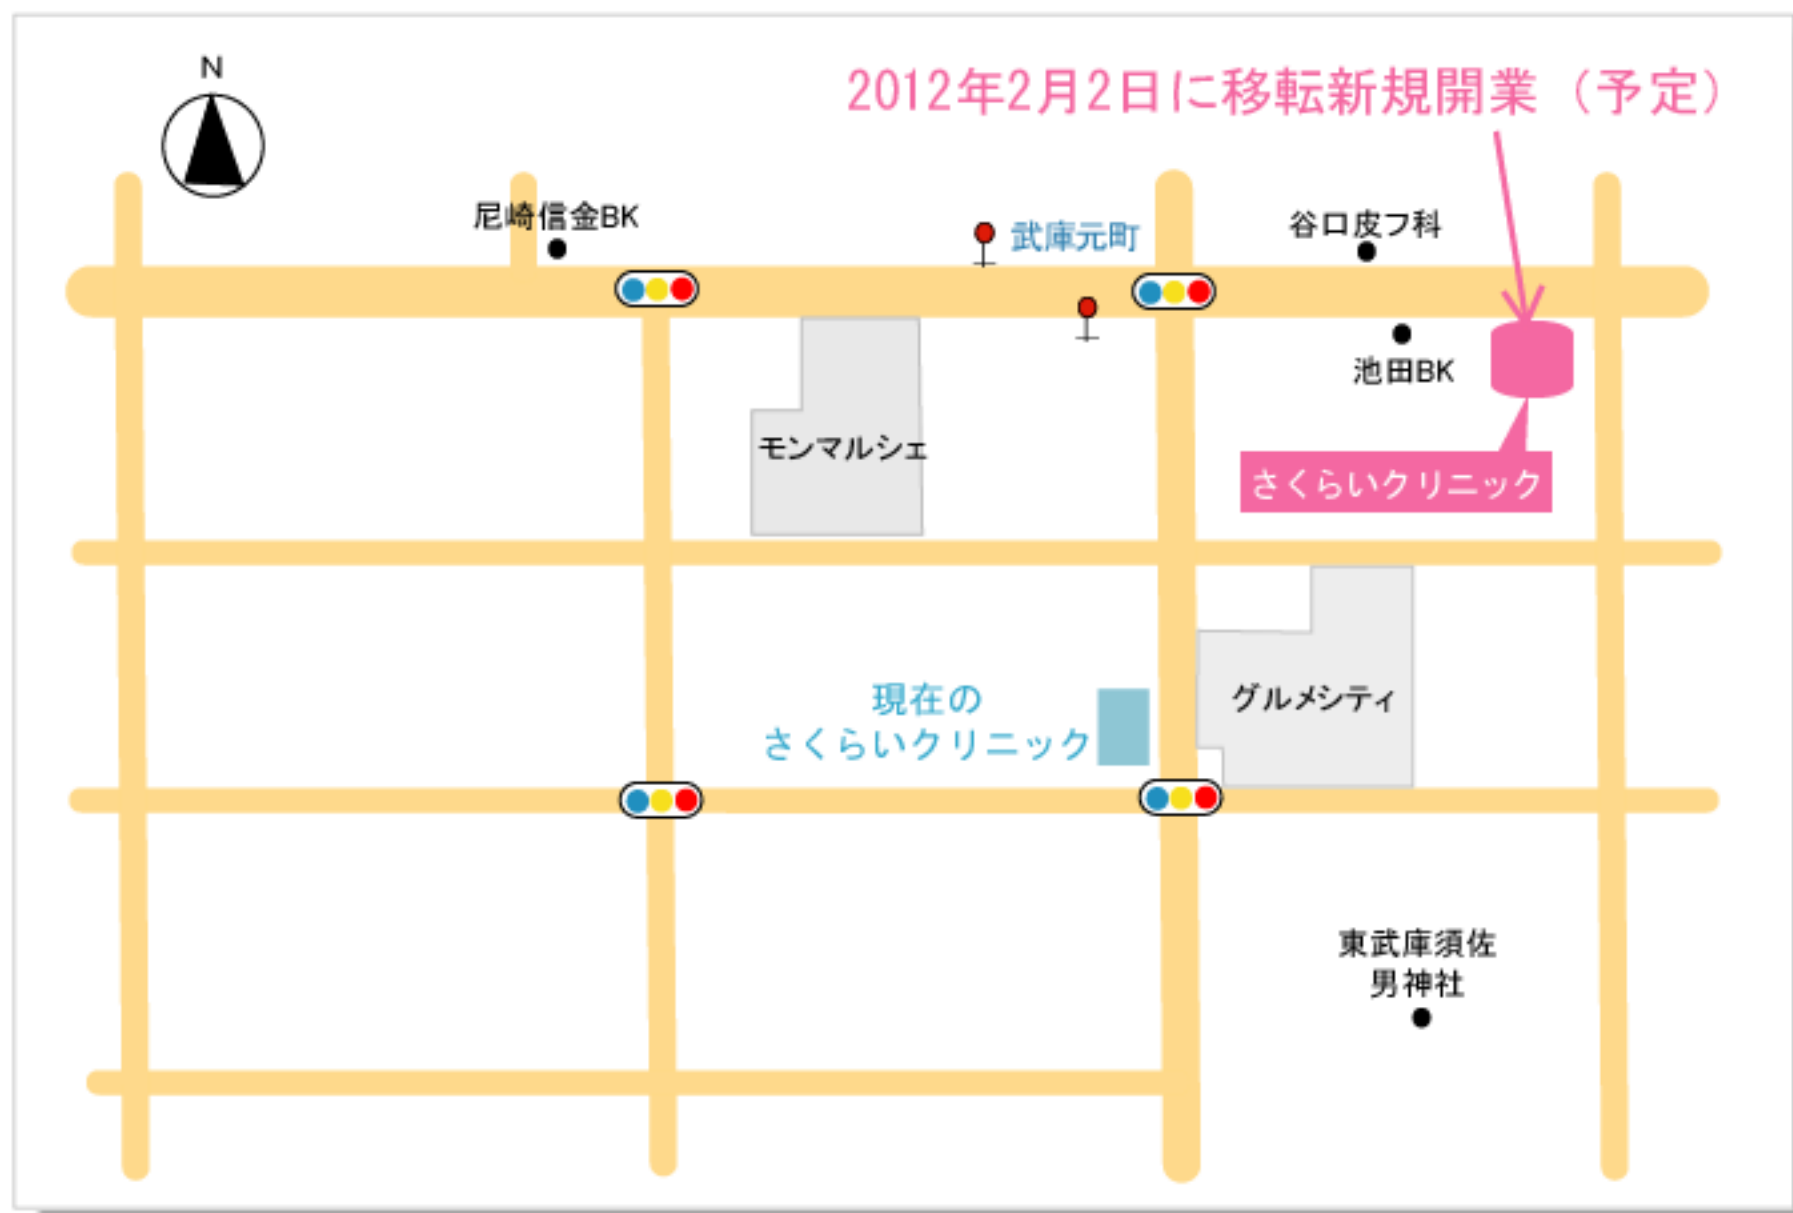 N
2012年2月2日に移転新規開業（予定）
尼崎信金BK
武庫元町
谷口皮フ科
池田BK
モンマルシェ
さくらいクリニック
現在の
さくらいクリニック
グルメシティ
東武庫須佐
男神社